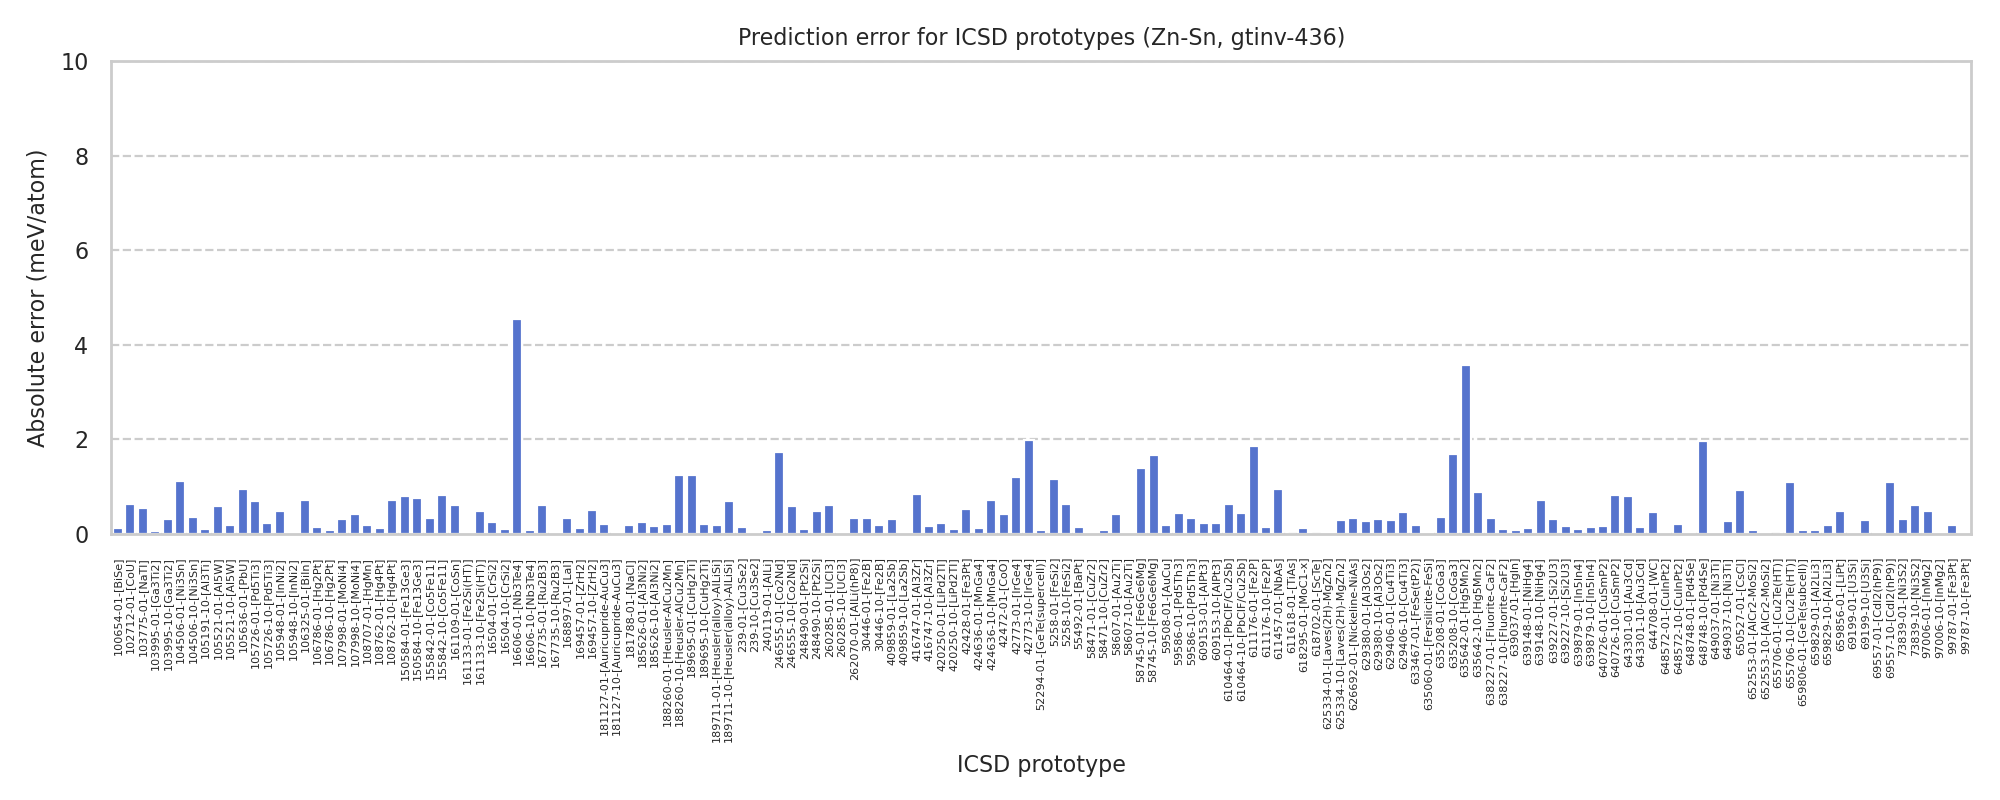 Prediction error for ICSD prototypes (Zn-Sn, gtinv-436)
Absolute error (meV/atom)
10
8
6
4
2
0
100654-01-[BiSe]
102712-01-[CoU]
103775-01-[NaTl]
103995-01-[Ga3Ti2]
103995-10-[Ga3Ti2]
104506-01-[Ni3Sn]
104506-10-[Ni3Sn]
105191-10-[Al3Ti]
105521-01-[Al5W]
105521-10-[Al5W]
105636-01-[PbU]
105726-01-[Pd5Ti3]
105726-10-[Pd5Ti3]
105948-01-[InNi2]
105948-10-[InNi2]
106325-01-[BiIn]
106786-01-[Hg2Pt]
106786-10-[Hg2Pt]
107998-01-[MoNi4]
107998-10-[MoNi4]
108707-01-[HgMn]
108762-01-[Hg4Pt]
108762-10-[Hg4Pt]
150584-01-[Fe13Ge3]
150584-10-[Fe13Ge3]
155842-01-[Co5Fe11]
155842-10-[Co5Fe11]
161109-01-[CoSn]
161133-01-[Fe2Si(HT)]
161133-10-[Fe2Si(HT)]
16504-01-[CrSi2]
16504-10-[CrSi2]
16606-01-[Nb3Te4]
16606-10-[Nb3Te4]
167735-01-[Ru2B3]
167735-10-[Ru2B3]
168897-01-[LaI]
169457-01-[ZrH2]
169457-10-[ZrH2]
181127-01-[Auricupride-AuCu3]
181127-10-[Auricupride-AuCu3]
181788-01-[NaCl]
185626-01-[Al3Ni2]
185626-10-[Al3Ni2]
188260-01-[Heusler-AlCu2Mn]
188260-10-[Heusler-AlCu2Mn]
189695-01-[CuHg2Ti]
189695-10-[CuHg2Ti]
189711-01-[Heusler(alloy)-AlLiSi]
189711-10-[Heusler(alloy)-AlLiSi]
239-01-[Cu3Se2]
239-10-[Cu3Se2]
240119-01-[AlLi]
246555-01-[Co2Nd]
246555-10-[Co2Nd]
248490-01-[Pt2Si]
248490-10-[Pt2Si]
260285-01-[UCl3]
260285-10-[UCl3]
262070-01-[AlLi(hP8)]
30446-01-[Fe2B]
30446-10-[Fe2B]
409859-01-[La2Sb]
409859-10-[La2Sb]
416747-01-[Al3Zr]
416747-10-[Al3Zr]
420250-01-[LiPd2Tl]
420250-10-[LiPd2Tl]
42428-01-[FePt]
424636-01-[MnGa4]
424636-10-[MnGa4]
42472-01-[CoO]
42773-01-[IrGe4]
42773-10-[IrGe4]
52294-01-[GeTe(supercell)]
5258-01-[FeSi2]
5258-10-[FeSi2]
55492-01-[BaPt]
58471-01-[CuZr2]
58471-10-[CuZr2]
58607-01-[Au2Ti]
58607-10-[Au2Ti]
58745-01-[Fe6Ge6Mg]
58745-10-[Fe6Ge6Mg]
59508-01-[AuCu]
59586-01-[Pd5Th3]
59586-10-[Pd5Th3]
609153-01-[AlPt3]
609153-10-[AlPt3]
610464-01-[PbClF/Cu2Sb]
610464-10-[PbClF/Cu2Sb]
611176-01-[Fe2P]
611176-10-[Fe2P]
611457-01-[NbAs]
611618-01-[TiAs]
618295-01-[MoC1-x]
618702-01-[ScTe]
625334-01-[Laves(2H)-MgZn2]
625334-10-[Laves(2H)-MgZn2]
626692-01-[Nickeline-NiAs]
629380-01-[Al3Os2]
629380-10-[Al3Os2]
629406-01-[Cu4Ti3]
629406-10-[Cu4Ti3]
633467-01-[FeSe(tP2)]
635060-01-[Fersilicite-FeSi]
635208-01-[CoGa3]
635208-10-[CoGa3]
635642-01-[Hg5Mn2]
635642-10-[Hg5Mn2]
638227-01-[Fluorite-CaF2]
638227-10-[Fluorite-CaF2]
639037-01-[HgIn]
639148-01-[NiHg4]
639148-10-[NiHg4]
639227-01-[Si2U3]
639227-10-[Si2U3]
639879-01-[In5In4]
639879-10-[In5In4]
640726-01-[CuSmP2]
640726-10-[CuSmP2]
643301-01-[Au3Cd]
643301-10-[Au3Cd]
644708-01-[WC]
648572-01-[CuInPt2]
648572-10-[CuInPt2]
648748-01-[Pd4Se]
648748-10-[Pd4Se]
649037-01-[Ni3Ti]
649037-10-[Ni3Ti]
650527-01-[CsCl]
652553-01-[AlCr2-MoSi2]
652553-10-[AlCr2-MoSi2]
655706-01-[Cu2Te(HT)]
655706-10-[Cu2Te(HT)]
659806-01-[GeTe(subcell)]
659829-01-[Al2Li3]
659829-10-[Al2Li3]
659856-01-[LiPt]
69199-01-[U3Si]
69199-10-[U3Si]
69557-01-[CdI2(hP9)]
69557-10-[CdI2(hP9)]
73839-01-[Ni3S2]
73839-10-[Ni3S2]
97006-01-[InMg2]
97006-10-[InMg2]
99787-01-[Fe3Pt]
99787-10-[Fe3Pt]
ICSD prototype